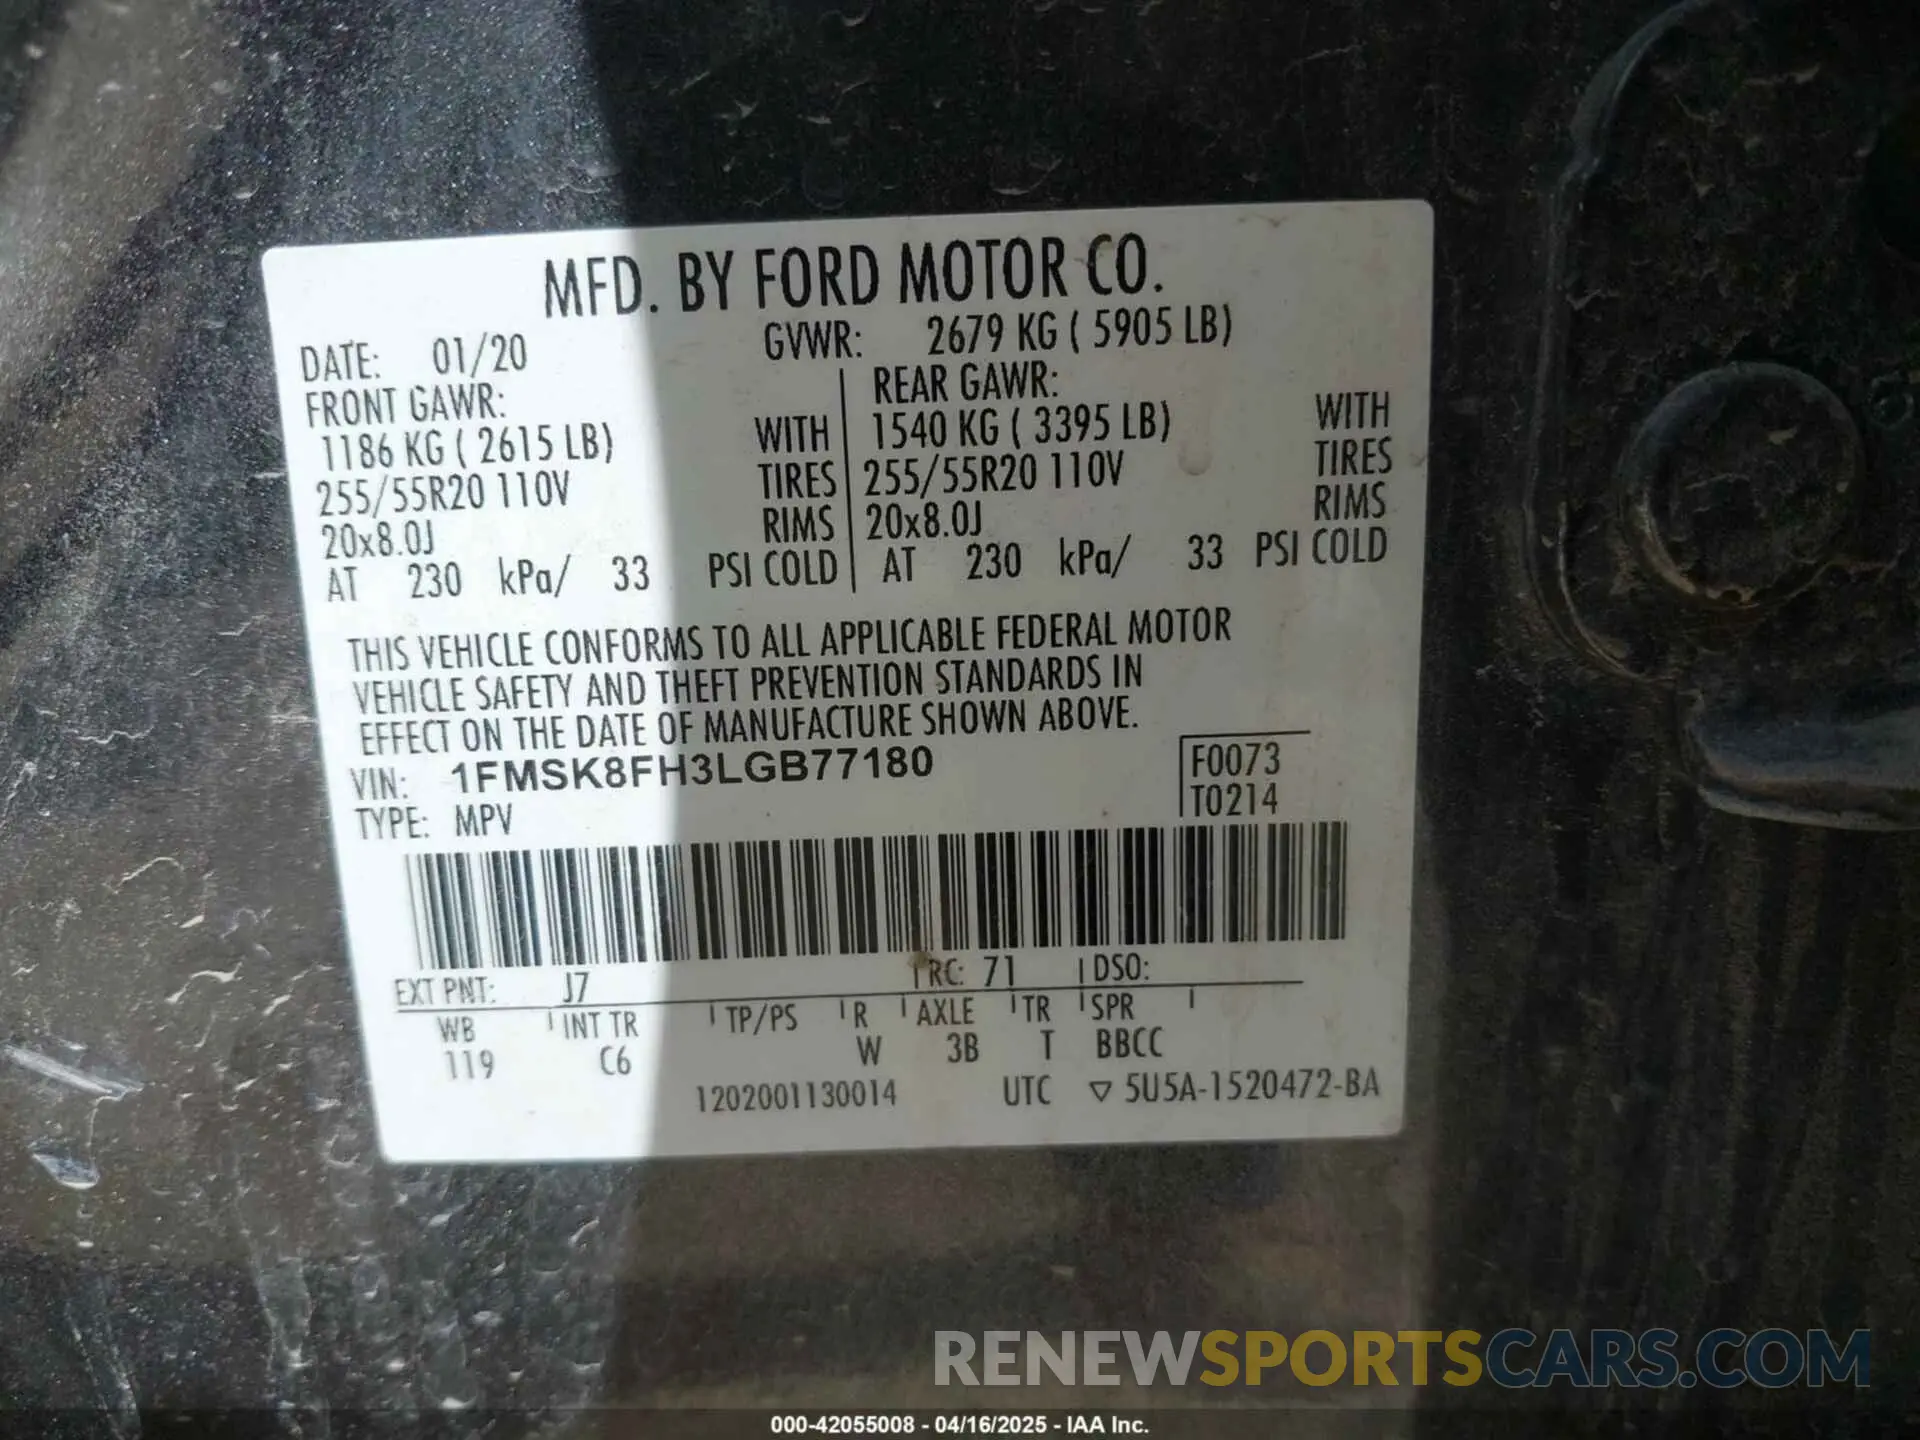 MFD. BY FORD MOTOR CO.
DATE: 01/20 GVWR: 2679 KG ( 5905 LB)
FRONT GAWR: REAR GAWR:
1186 KG ( 2615 LB) WITH 1540 KG ( 3395 LB) WITH
255/55R20 110V TIRES 255/55R20 110V TIRES
20x8.0J RIMS 20x8.0J RIMS
AT 230 kPa/ 33 PSI COLD AT 230 kPa/ 33 PSI COLD
THIS VEHICLE CONFORMS TO ALL APPLICABLE FEDERAL MOTOR
VEHICLE SAFETY AND THEFT PREVENTION STANDARDS IN
EFFECT ON THE DATE OF MANUFACTURE SHOWN ABOVE.
VIN: 1FMSK8FH3LGB77180 F0073
TYPE: MPV T0214
EXT PNT: J7 RC: 71 DSO:
WB INT TR TP/PS R AXLE TR SPR
119 C6 W 3B T BBCC
1202001130014 UTC ▽ 5U5A-1520472-BA
RENEWSPORTSCARS.COM
000-42055008 - 04/16/2025 - IAA Inc.